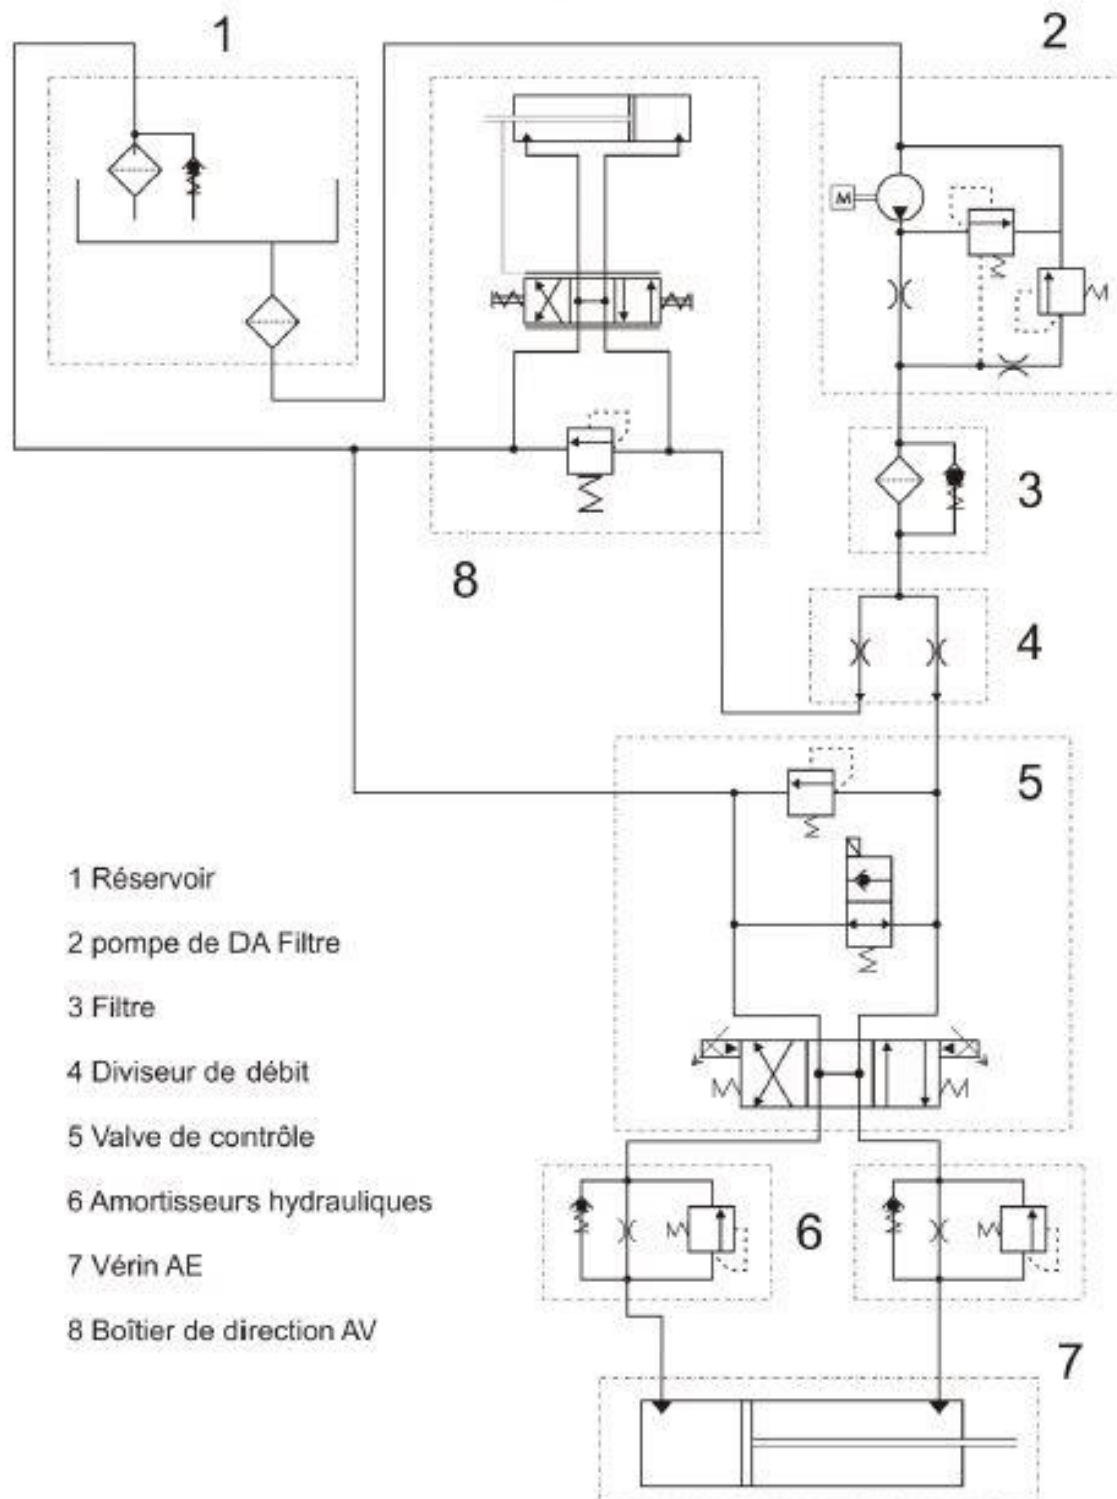 1
2
M
3
8
4
5
1 Réservoir
2 pompe de DA Filtre
3 Filtre
4 Diviseur de débit
5 Valve de contrôle
6 Amortisseurs hydrauliques
7 Vérin AE
8 Boîtier de direction AV
6
7